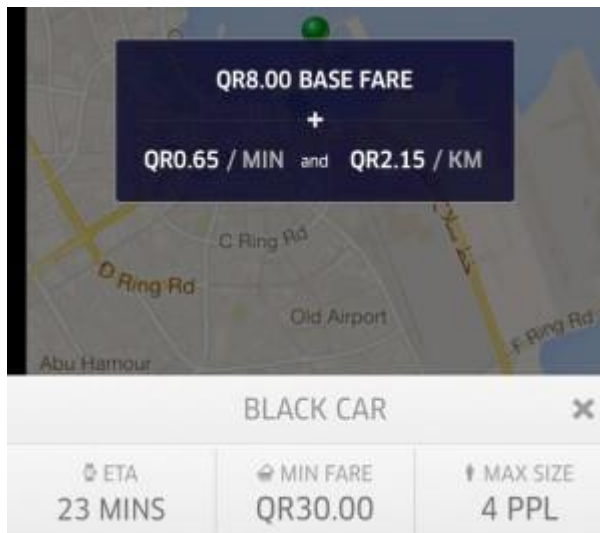 QR8.00 BASE FARE
+
QR0.65 / MIN and QR2.15 / KM
C Ring Rd
D Ring Rd
Old Airport
F Ring Rd
Abu Hamour
BLACK CAR ×
ETA MIN FARE MAX SIZE
23 MINS QR30.00 4 PPL